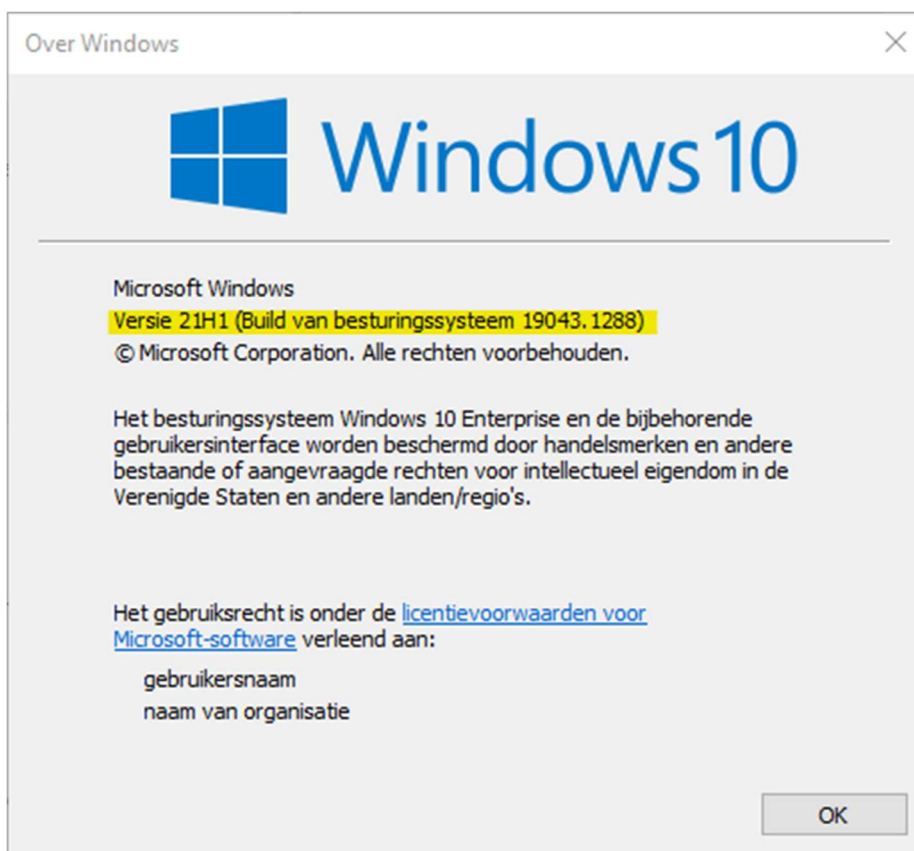 Over Windows
Windows 10
Microsoft Windows
Versie 21H1 (Build van besturingssysteem 19043.1288)
© Microsoft Corporation. Alle rechten voorbehouden.
Het besturingssysteem Windows 10 Enterprise en de bijbehorende
gebruikersinterface worden beschermd door handelsmerken en andere
bestaande of aangevraagde rechten voor intellectueel eigendom in de
Verenigde Staten en andere landen/regio's.
Het gebruiksrecht is onder de licentievoorwaarden voor
Microsoft-software verleend aan:
gebruikersnaam
naam van organisatie
OK